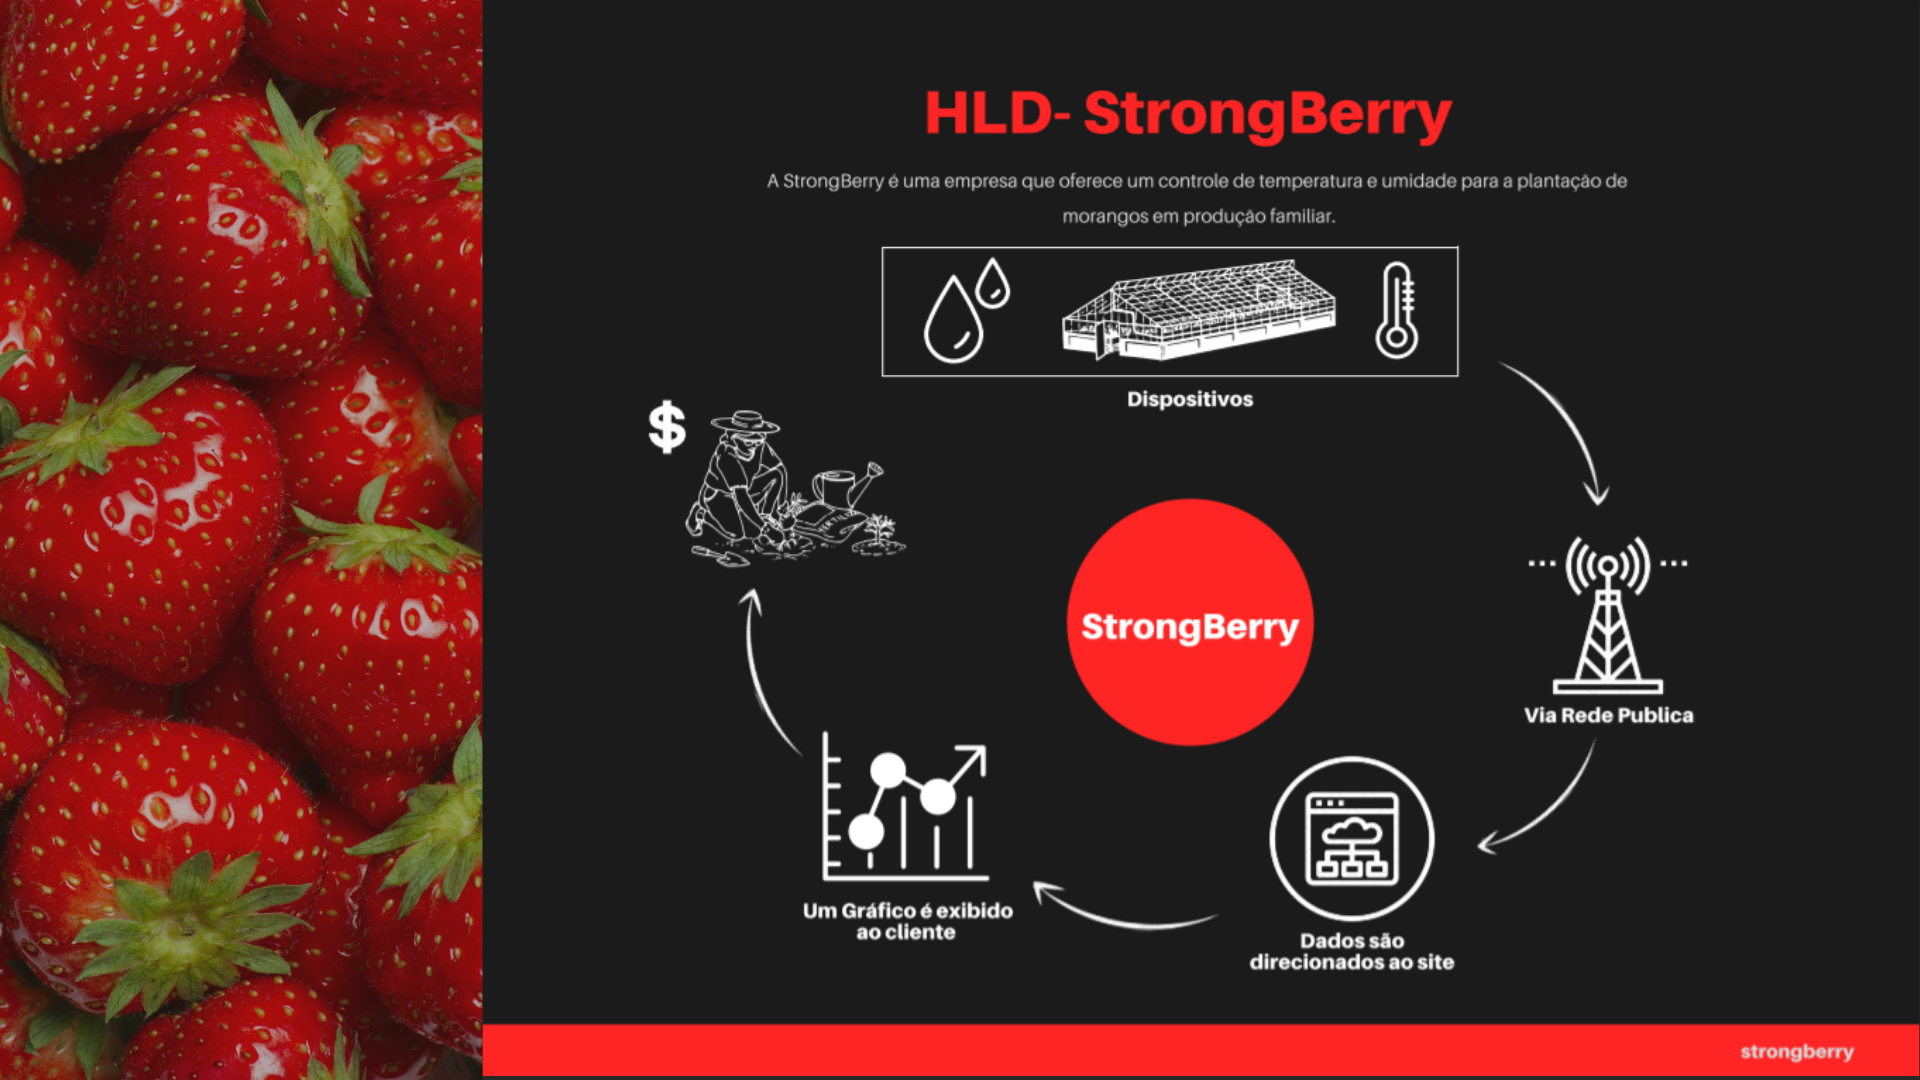 HLD- StrongBerry
A StrongBerry é uma empresa que oferece um controle de temperatura e umidade para a plantação de
morangos em produção familiar.
Dispositivos
$
StrongBerry
Via Rede Publica
Um Gráfico é exibido
ao cliente
Dados são
direcionados ao site
strongberry